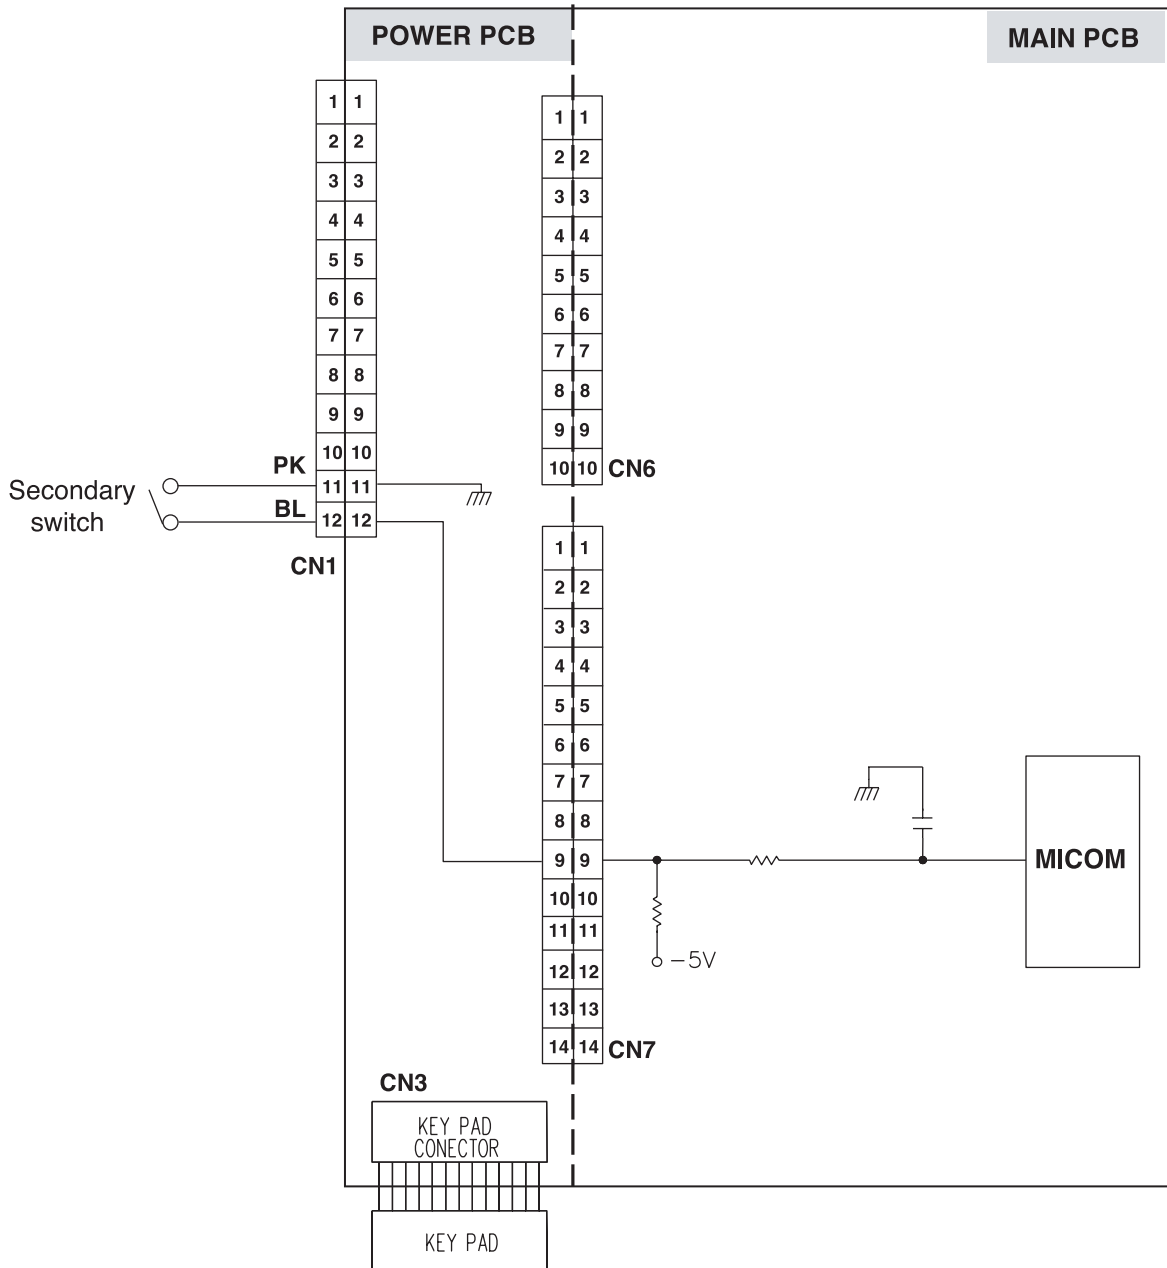 POWER PCB
MAIN PCB
1 1
2 2
3 3
4 4
5 5
6 6
7 7
8 8
9 9
10 10
11 11
12 12
PK
BL
CN1
Secondary
switch
1 1
2 2
3 3
4 4
5 5
6 6
7 7
8 8
9 9
10 10
CN6
1 1
2 2
3 3
4 4
5 5
6 6
7 7
8 8
9 9
10 10
11 11
12 12
13 13
14 14
CN7
-5V
MICOM
CN3
KEY PAD
CONECTOR
KEY PAD